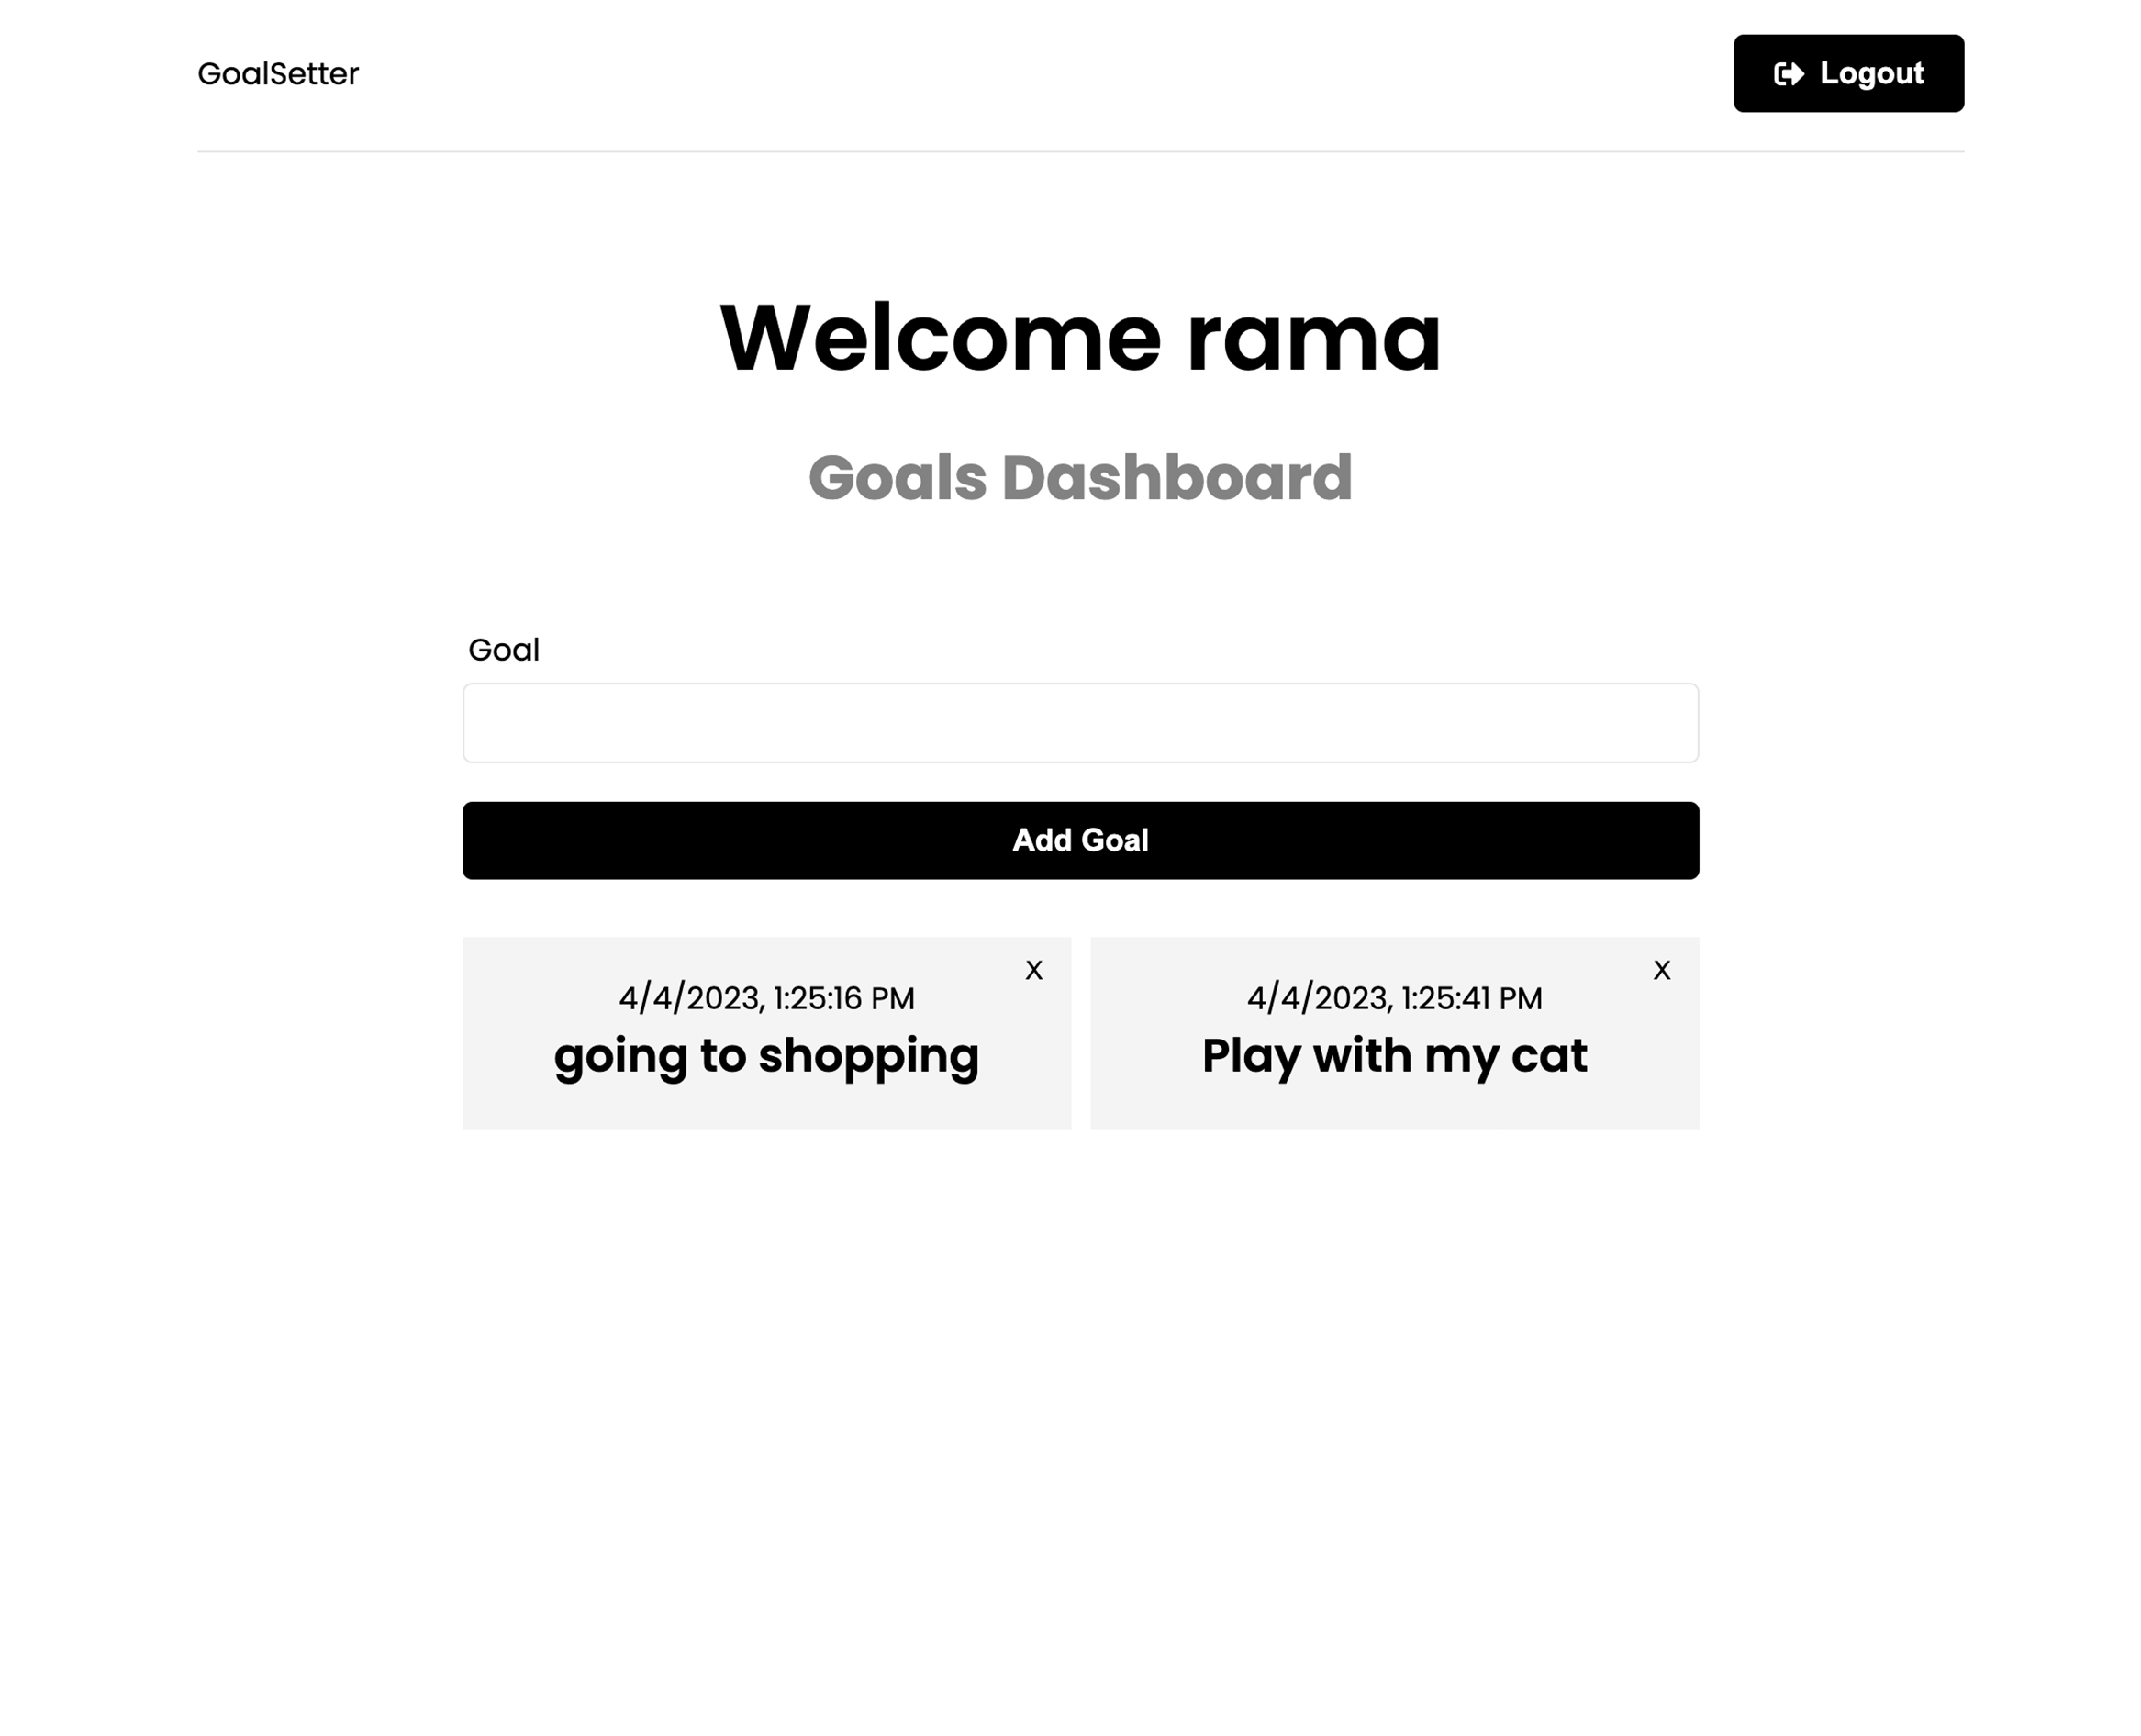 GoalSetter
Logout
Welcome rama
Goals Dashboard
Goal
Add Goal
X
4/4/2023, 1:25:16 PM
going to shopping
X
4/4/2023, 1:25:41 PM
Play with my cat